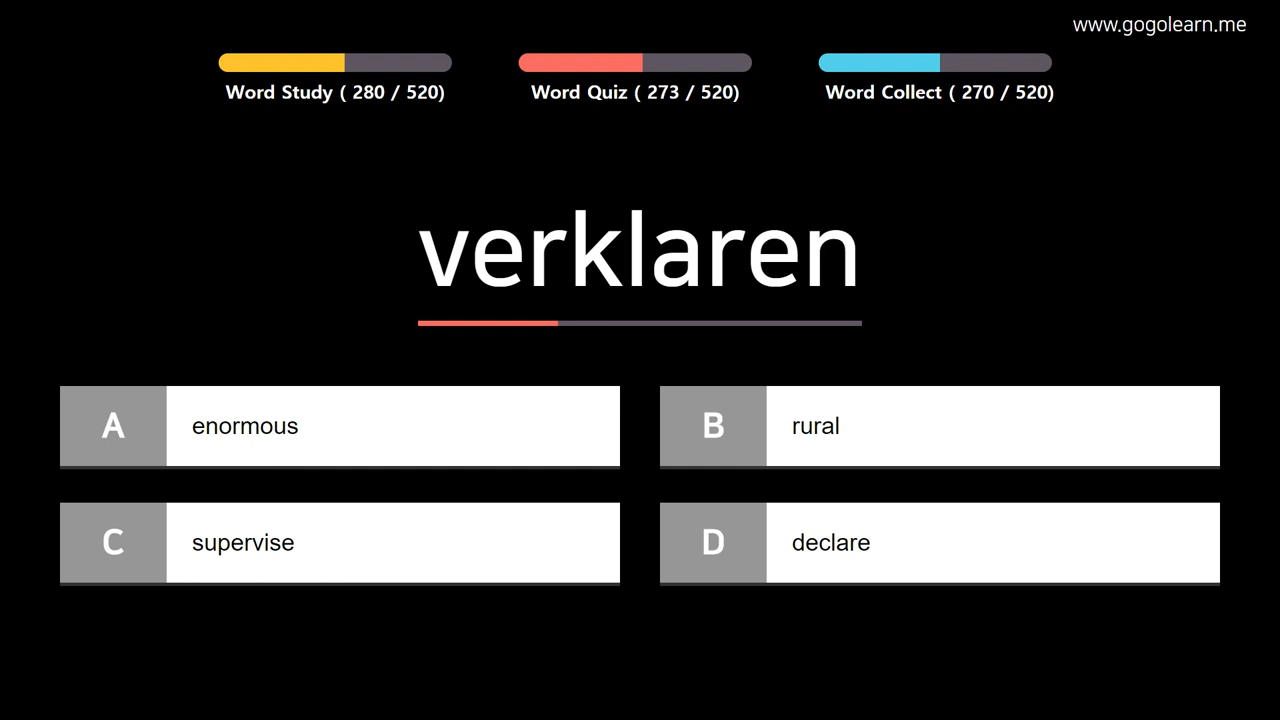 www.gogolearn.me
Word Study ( 280 / 520)
Word Quiz ( 273 / 520)
Word Collect ( 270 / 520)
verklaren
A enormous
B rural
C supervise
D declare